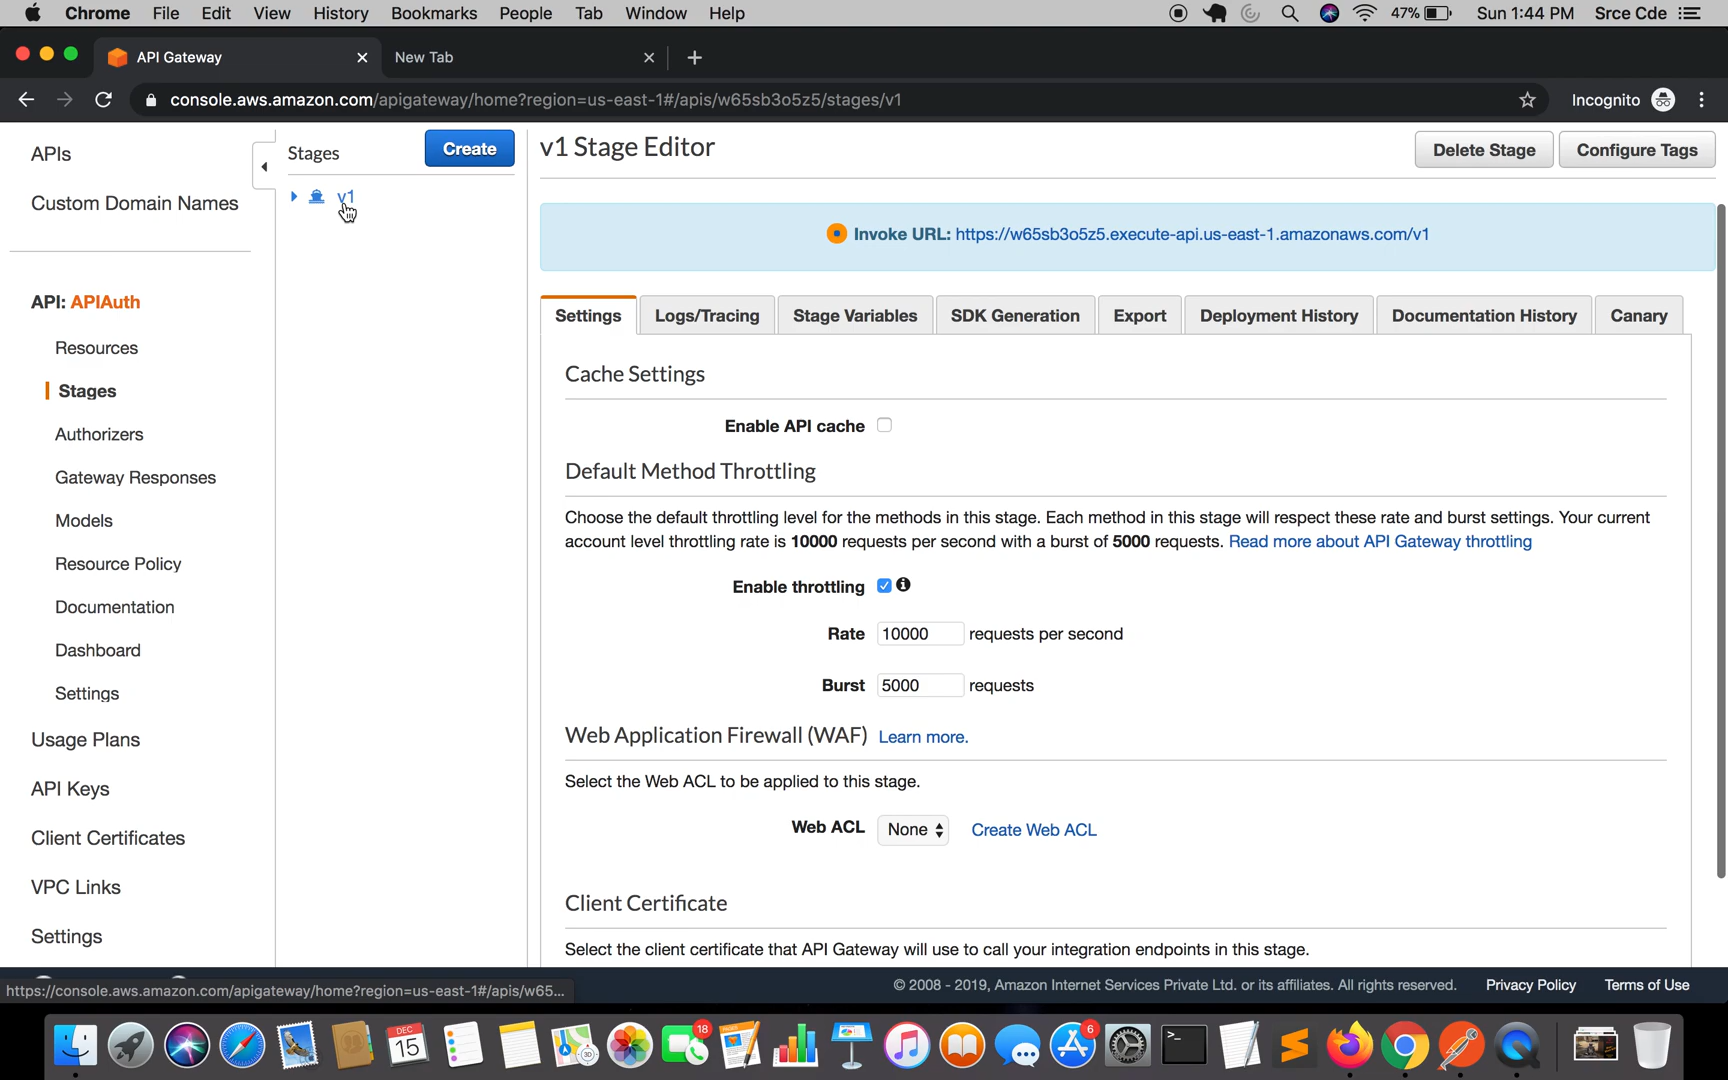 Chrome File Edit View History Bookmarks People Tab Window Help 47% Sun 1:44 PM Srce Cde
API Gateway New Tab
console.aws.amazon.com/apigateway/home?region=us-east-1#/apis/w65sb3o5z5/stages/v1 Incognito
APIs
Custom Domain Names
API: APIAuth
Resources
Stages
Authorizers
Gateway Responses
Models
Resource Policy
Documentation
Dashboard
Settings
Usage Plans
API Keys
Client Certificates
VPC Links
Settings
Stages Create
v1
v1 Stage Editor Delete Stage Configure Tags
Invoke URL: https://w65sb3o5z5.execute-api.us-east-1.amazonaws.com/v1
Settings Logs/Tracing Stage Variables SDK Generation Export Deployment History Documentation History Canary
Cache Settings
Enable API cache
Default Method Throttling
Choose the default throttling level for the methods in this stage. Each method in this stage will respect these rate and burst settings. Your current
account level throttling rate is 10000 requests per second with a burst of 5000 requests. Read more about API Gateway throttling
Enable throttling
Rate 10000 requests per second
Burst 5000 requests
Web Application Firewall (WAF) Learn more.
Select the Web ACL to be applied to this stage.
Web ACL None Create Web ACL
Client Certificate
Select the client certificate that API Gateway will use to call your integration endpoints in this stage.
https://console.aws.amazon.com/apigateway/home?region=us-east-1#/apis/w65...
© 2008 - 2019, Amazon Internet Services Private Ltd. or its affiliates. All rights reserved. Privacy Policy Terms of Use
DEC
15
18
6